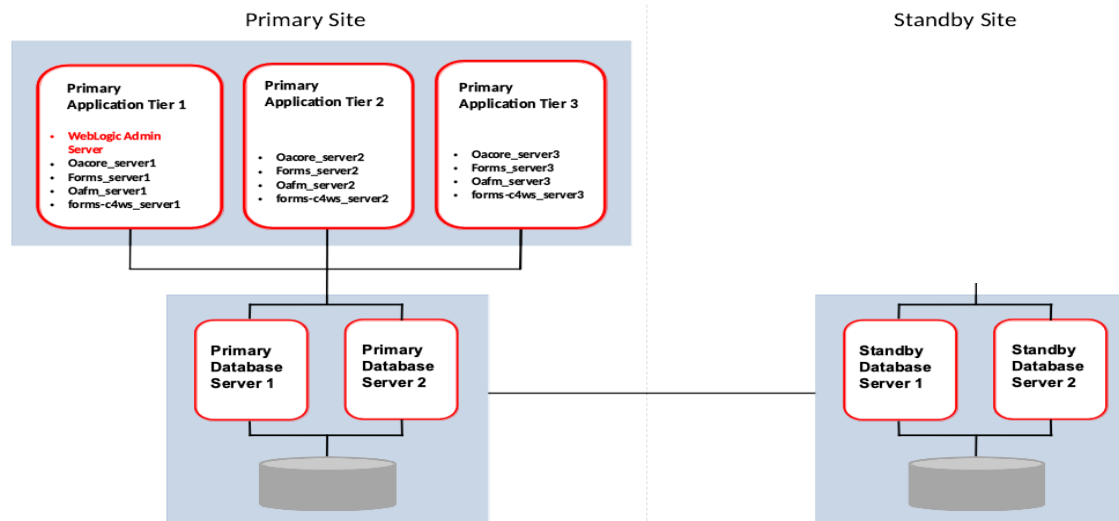 Primary Site
Standby Site
Primary
Application Tier 1
• WebLogic Admin
Server
• Oacore_server1
• Forms_server1
• Oafm_server1
• forms-c4ws_server1
Primary
Application Tier 2
• Oacore_server2
• Forms_server2
• Oafm_server2
• forms-c4ws_server2
Primary
Application Tier 3
• Oacore_server3
• Forms_server3
• Oafm_server3
• forms-c4ws_server3
Primary
Database
Server 1
Primary
Database
Server 2
Standby
Database
Server 1
Standby
Database
Server 2